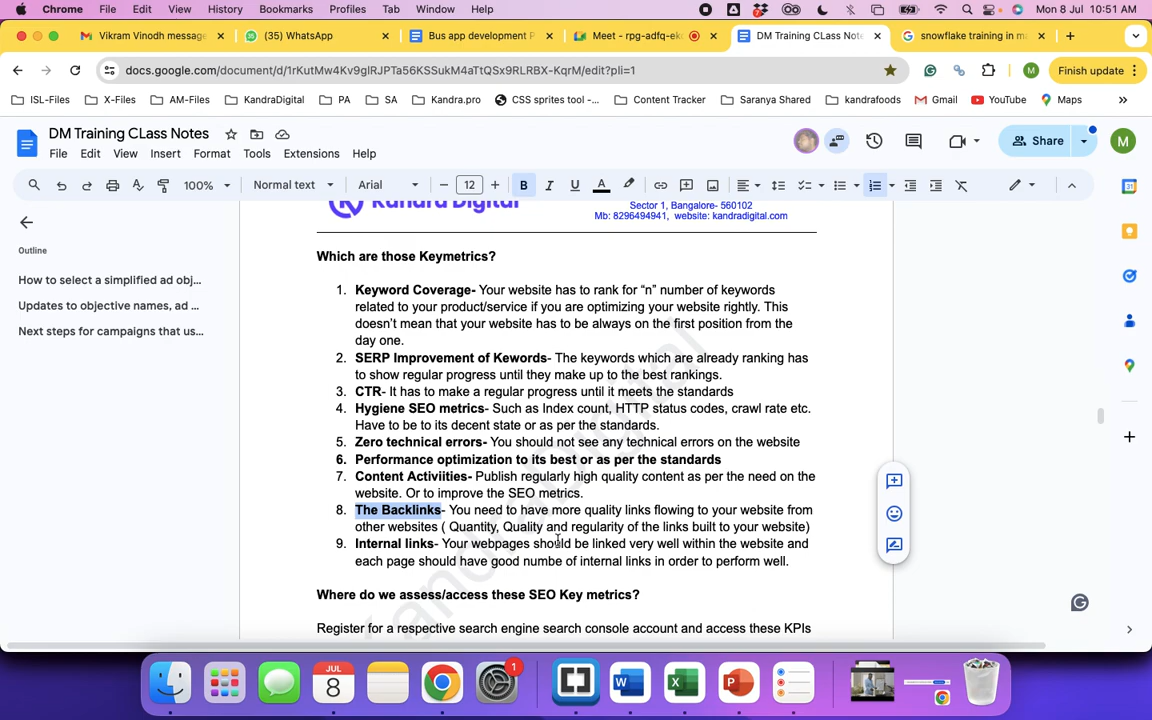 Chrome File Edit View History Bookmarks Profiles Tab Window Help Mon 8 Jul 10:51 AM
Vikram Vinodh message (35) WhatsApp Bus app development P Meet - rpg-adfq-ek DM Training CLass Note snowflake training in m
docs.google.com/document/d/1rKutMw4Kv9glRJPTa56KSSukM4aTtQSx9RLRBX-KqrM/edit?pli=1 M Finish update
ISL-Files X-Files AM-Files KandraDigital PA SA Kandra.pro CSS sprites tool -... Content Tracker Saranya Shared kandrafoods Gmail YouTube Maps »
DM Training CLass Notes
Share M
File Edit View Insert Format Tools Extensions Help
100% Normal text Arial 12 B I U A
Kandra Digital
Sector 1, Bangalore- 560102
Mb: 8296494941, website: kandradigital.com
Outline
How to select a simplified ad obj...
Updates to objective names, ad ...
Next steps for campaigns that us...
Which are those Keymetrics?
1. Keyword Coverage- Your website has to rank for “n” number of keywords
related to your product/service if you are optimizing your website rightly. This
doesn’t mean that your website has to be always on the first position from the
day one.
2. SERP Improvement of Kewords- The keywords which are already ranking has
to show regular progress until they make up to the best rankings.
3. CTR- It has to make a regular progress until it meets the standards
4. Hygiene SEO metrics- Such as Index count, HTTP status codes, crawl rate etc.
Have to be to its decent state or as per the standards.
5. Zero technical errors- You should not see any technical errors on the website
6. Performance optimization to its best or as per the standards
7. Content Activiities- Publish regularly high quality content as per the need on the
website. Or to improve the SEO metrics.
8. The Backlinks- You need to have more quality links flowing to your website from
other websites ( Quantity, Quality and regularity of the links built to your website)
9. Internal links- Your webpages should be linked very well within the website and
each page should have good numbe of internal links in order to perform well.
Where do we assess/access these SEO Key metrics?
Register for a respective search engine search console account and access these KPIs
Kandra Digital
JUL
8
1